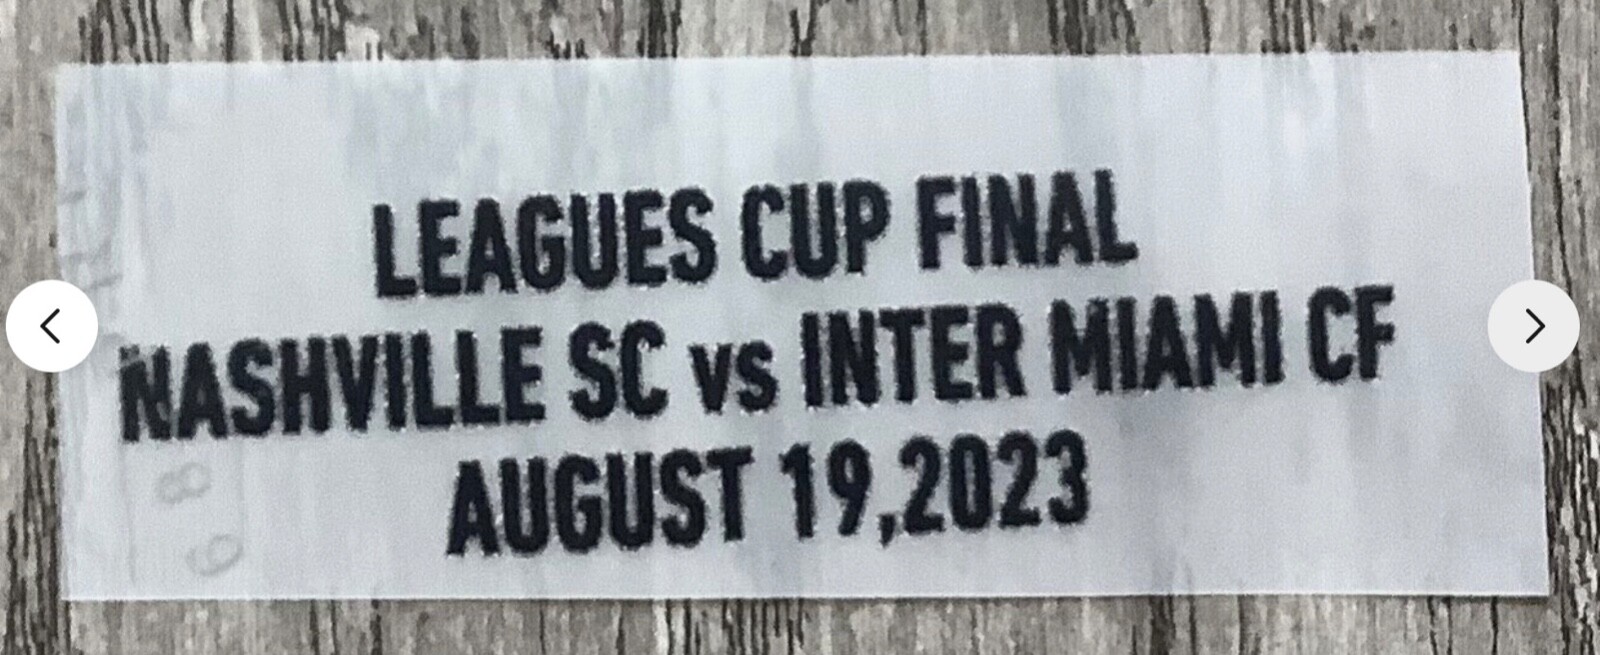 LEAGUES CUP FINAL
NASHVILLE SC vs INTER MIAMI CF
AUGUST 19,2023